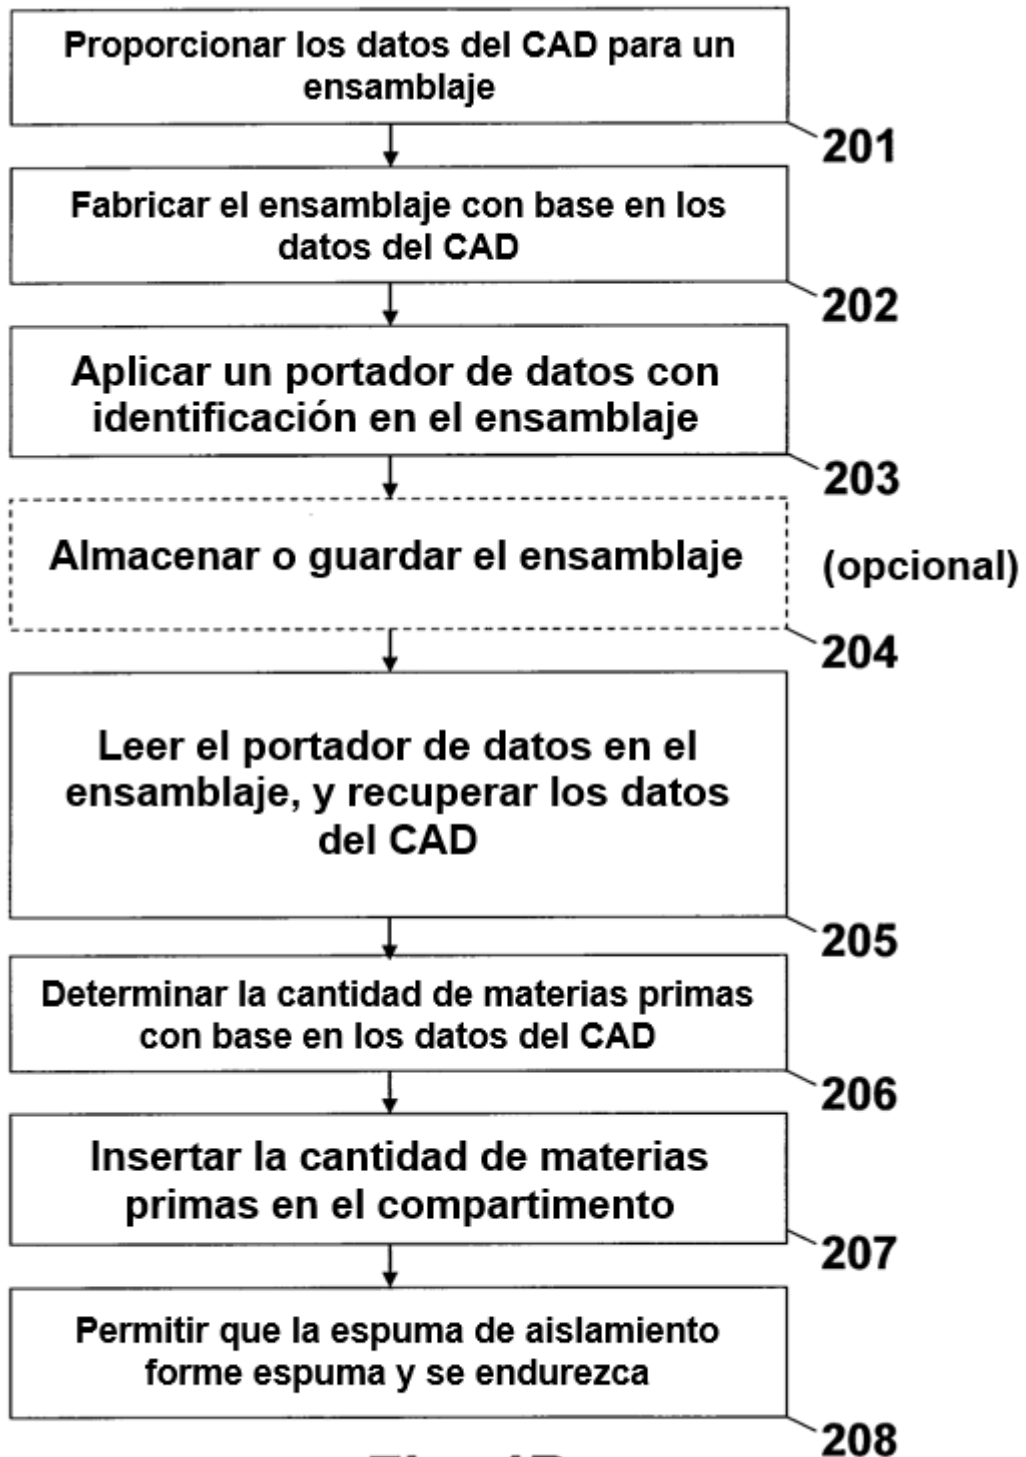 Proporcionar los datos del CAD para un
ensamblaje
201
Fabricar el ensamblaje con base en los
datos del CAD
202
Aplicar un portador de datos con
identificación en el ensamblaje
203
Almacenar o guardar el ensamblaje
(opcional)
204
Leer el portador de datos en el
ensamblaje, y recuperar los datos
del CAD
205
Determinar la cantidad de materias primas
con base en los datos del CAD
206
Insertar la cantidad de materias
primas en el compartimento
207
Permitir que la espuma de aislamiento
forme espuma y se endurezca
208